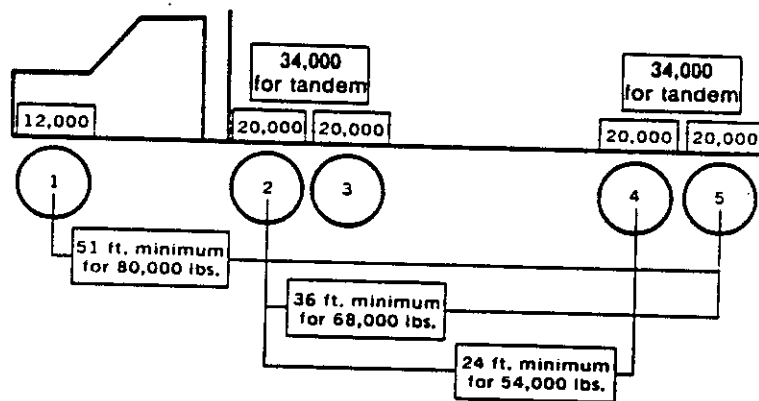 34,000
for tandem
34,000
for tandem
12,000
20,000
20,000
20,000
20,000
1
2
3
4
5
51 ft. minimum
for 80,000 lbs.
36 ft. minimum
for 68,000 lbs.
24 ft. minimum
for 54,000 lbs.